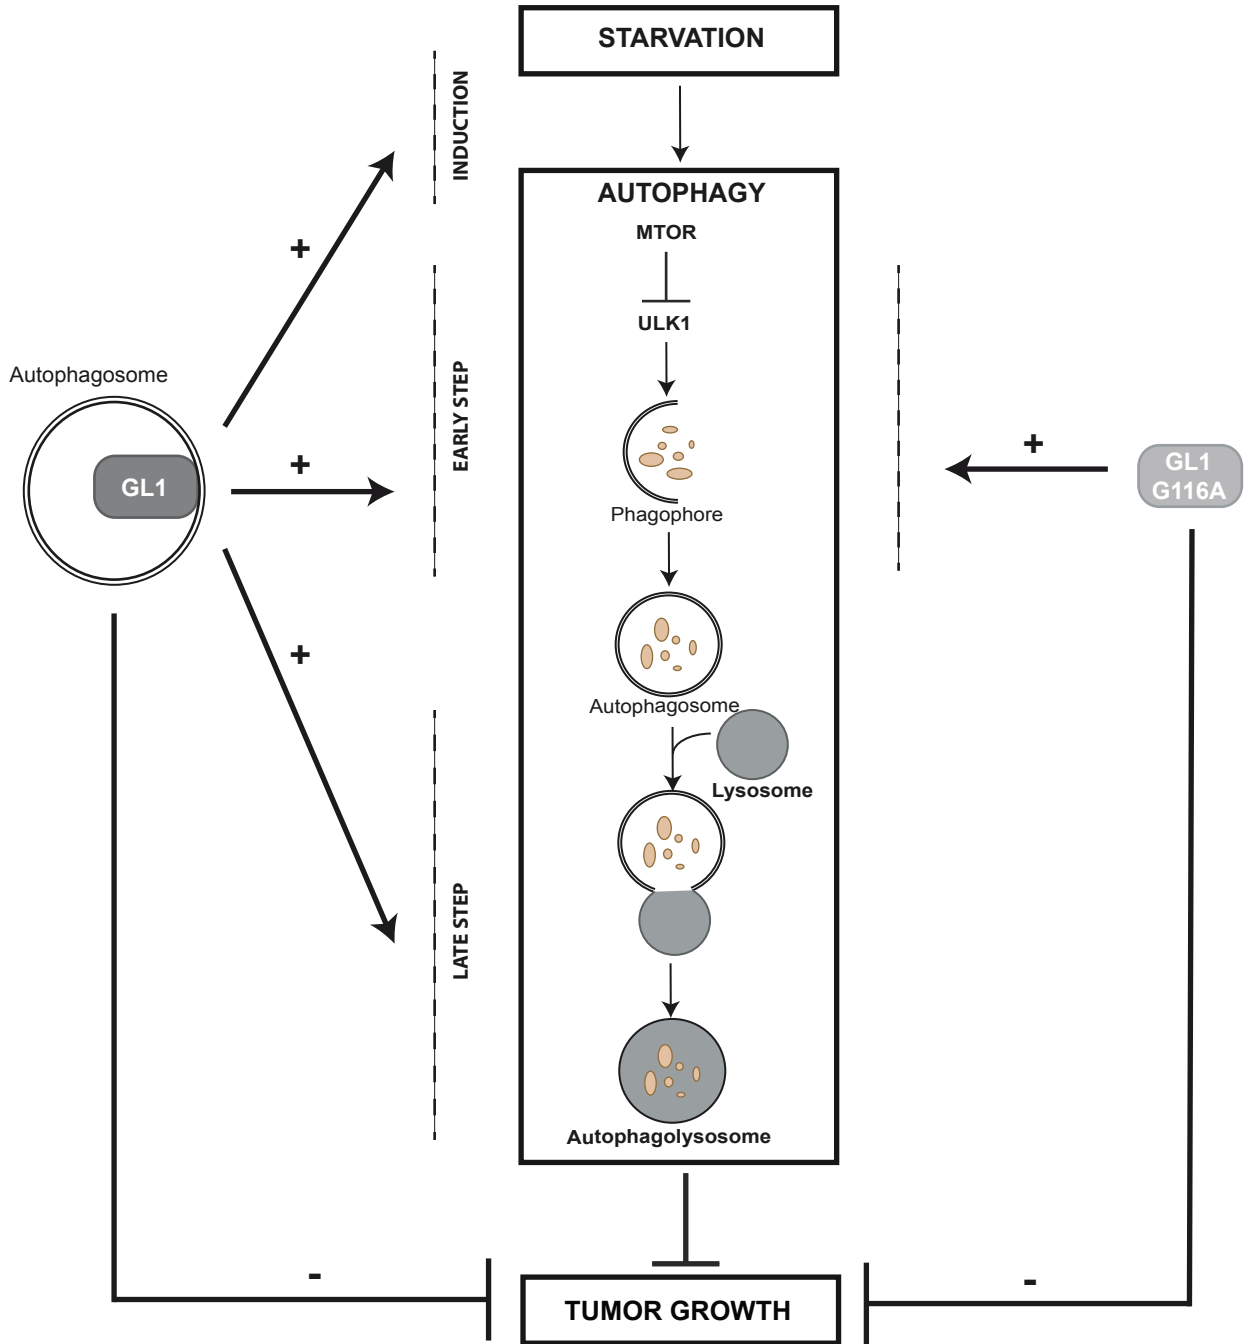 STARVATION
INDUCTION
AUTOPHAGY
MTOR
+
ULK1
Autophagosome
EARLY STEP
GL1
+
+
GL1
G116A
Phagophore
+
Autophagosome
Lysosome
LATE STEP
Autophagolysosome
-
-
TUMOR GROWTH